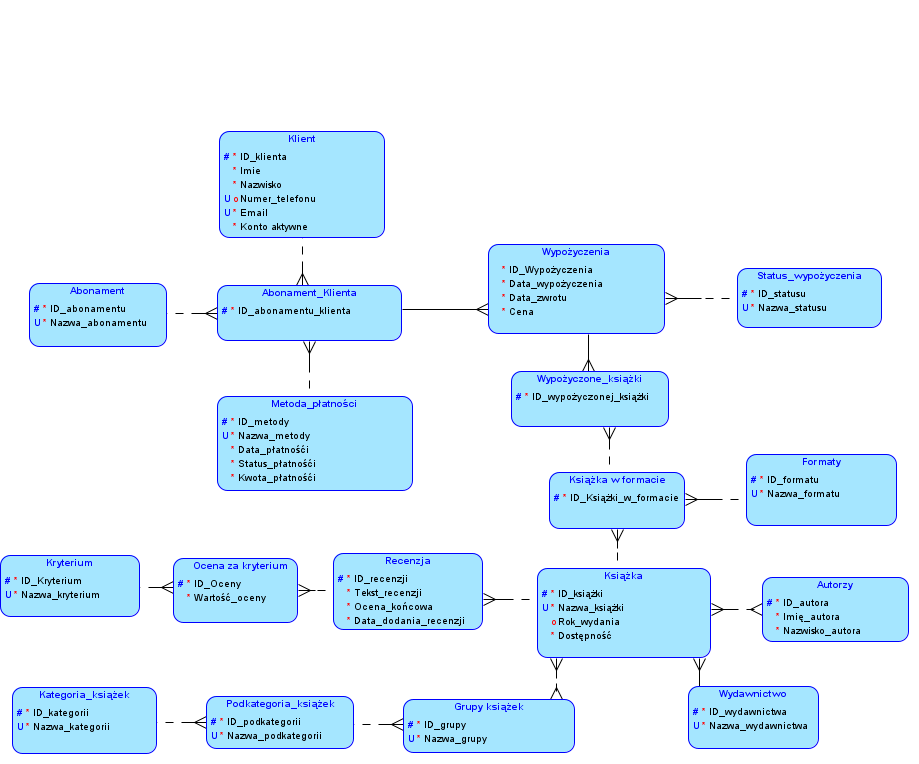 Klient
# * ID_klienta
* Imie
* Nazwisko
U o Numer_telefonu
U * Email
* Konto aktywne
Abonament
# * ID_abonamentu
U * Nazwa_abonamentu
Abonament_Klienta
# * ID_abonamentu_klienta
Wypożyczenia
* ID_Wypożyczenia
* Data_wypożyczenia
* Data_zwrotu
* Cena
Status_wypożyczenia
# * ID_statusu
U * Nazwa_statusu
Metoda_płatności
# * ID_metody
U * Nazwa_metody
* Data_płatnośći
* Status_płatnośći
* Kwota_płatnośći
Wypożyczone_książki
# * ID_wypożyczonej_książki
Książka w formacie
# * ID_Książki_w_formacie
Formaty
# * ID_formatu
U * Nazwa_formatu
Kryterium
# * ID_Kryterium
U * Nazwa_kryterium
Ocena za kryterium
# * ID_Oceny
* Wartość_oceny
Recenzja
# * ID_recenzji
* Tekst_recenzji
* Ocena_końcowa
* Data_dodania_recenzji
Książka
# * ID_książki
U * Nazwa_książki
o Rok_wydania
* Dostępność
Autorzy
# * ID_autora
* Imię_autora
* Nazwisko_autora
Kategoria_książek
# * ID_kategorii
U * Nazwa_kategorii
Podkategoria_książek
# * ID_podkategorii
U * Nazwa_podkategorii
Grupy książek
# * ID_grupy
U * Nazwa_grupy
Wydawnictwo
# * ID_wydawnictwa
U * Nazwa_wydawnictwa